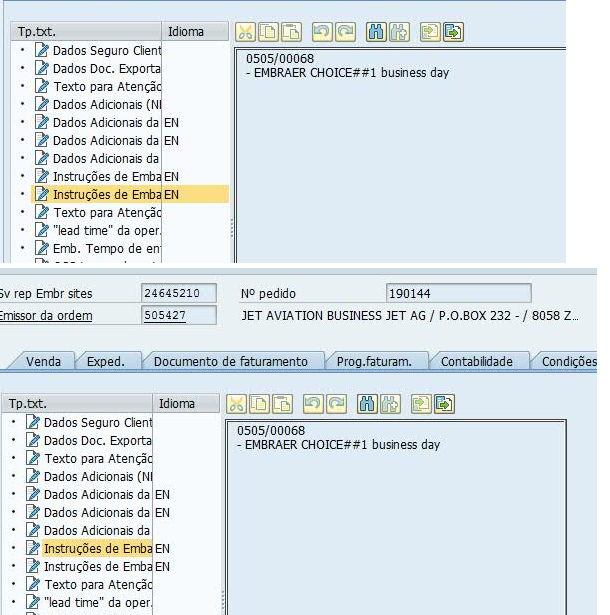 Tp.txt. Idioma
Dados Seguro Client
Dados Doc. Exporta
Texto para Atenção
Dados Adicionais (NI
Dados Adicionais da EN
Dados Adicionais da EN
Dados Adicionais da
Instruções de Emba EN
Instruções de Emba EN
Texto para Atenção
"lead time" da oper.
Emb. Tempo de en
0505/00068
- EMBRAER CHOICE##1 business day
Sv rep Embr sites 24645210 Nº pedido 190144
Emissor da ordem 505427 JET AVIATION BUSINESS JET AG / P.O.BOX 232 - / 8058 Z...
Venda Exped. Documento de faturamento Prog.faturam. Contabilidade Condições
Tp.txt. Idioma
Dados Seguro Client
Dados Doc. Exporta
Texto para Atenção
Dados Adicionais (NI
Dados Adicionais da EN
Dados Adicionais da EN
Dados Adicionais da
Instruções de Emba EN
Instruções de Emba EN
Texto para Atenção
"lead time" da oper.
0505/00068
- EMBRAER CHOICE##1 business day